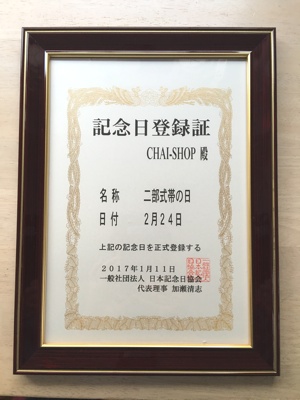 記念日登録証
CHAI-SHOP 殿
名称 二部式帯の日
日付 2月24日
上記の記念日を正式登録する
2017年1月11日
一般社団法人 日本記念日協会
代表理事 加瀬清志